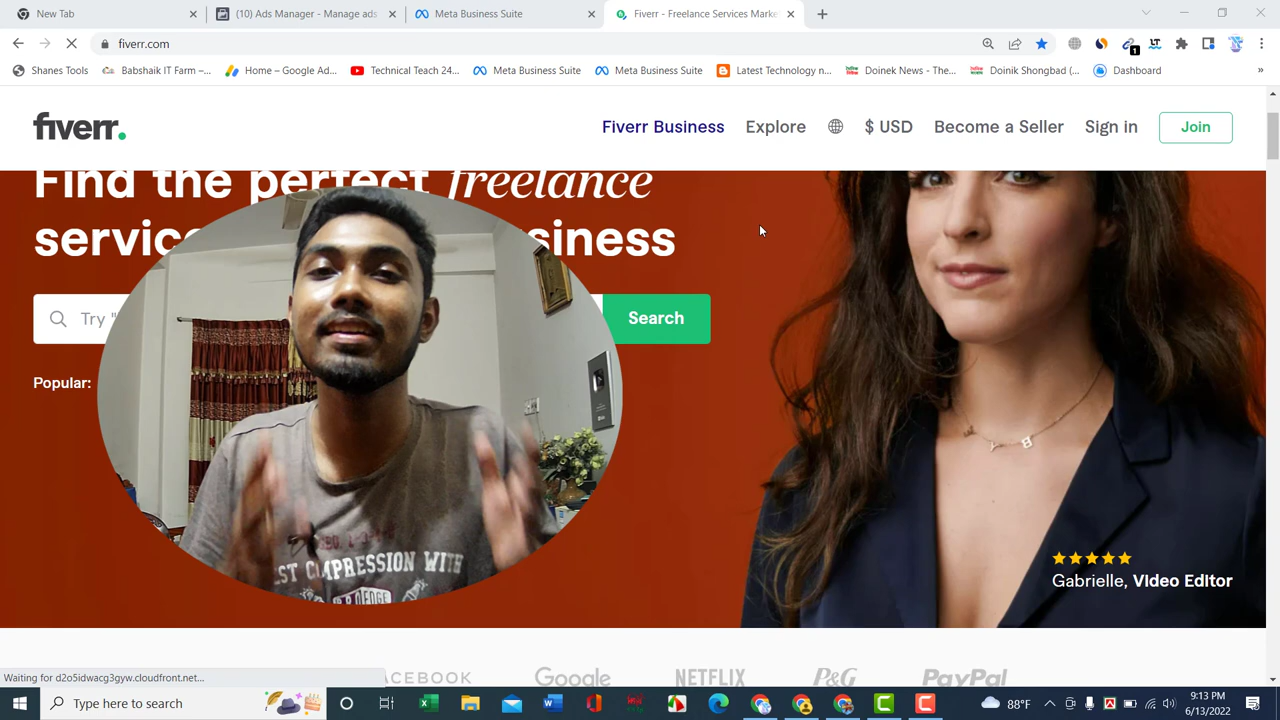 New Tab
(10) Ads Manager - Manage ads
Meta Business Suite
Fiverr - Freelance Services Marke
fiverr.com
1
LT
Shanes Tools
Babshaik IT Farm –...
Home – Google Ad...
Technical Teach 24...
Meta Business Suite
Meta Business Suite
Latest Technology n...
Doinek News - The...
Doinik Shongbad (...
Dashboard
»
fiverr.
Fiverr Business
Explore
$ USD
Become a Seller
Sign in
Join
Find the perfect freelance
servic siness
Try "
Search
Popular:
ST COMPRESSION WITH
★★★★★
Gabrielle, Video Editor
Waiting for d2o5idwacg3gyw.cloudfront.net...
ACEBOOK
Google
NETFLIX
P&G
PayPal
Type here to search
88°F
9:13 PM
6/13/2022